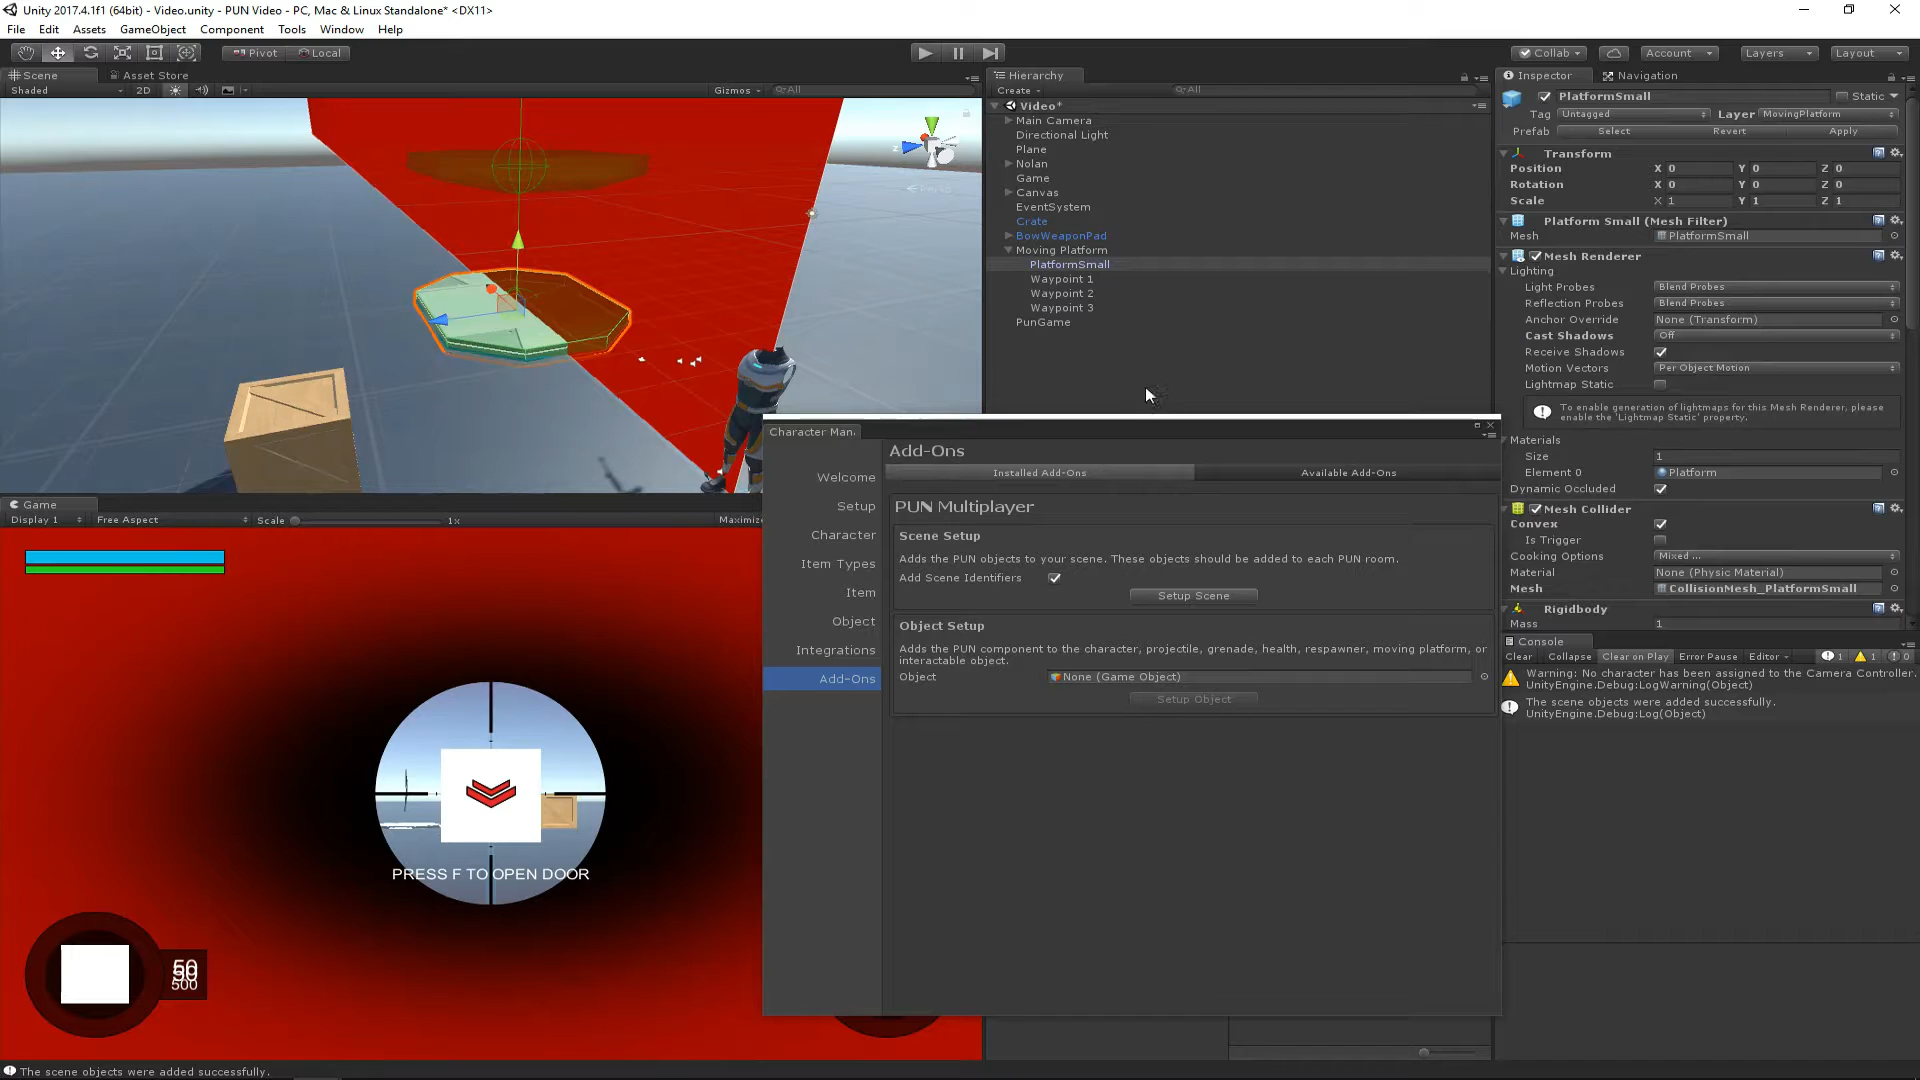 Unity 2017.4.1f1 (64bit) - Video.unity - PUN Video - PC, Mac & Linux Standalone* <DX11>
File Edit Assets GameObject Components Tools Window Help
Pivot Local Collab Account Layers Layout
Scene Asset Store
Shaded 2D Gizmos All
Game
Display 1 Free Aspect Scale 1x Maximiz
PRESS F TO OPEN DOOR
500
The scene objects were added successfully.
Hierarchy
Create All
Video*
Main Camera
Directional Light
Plane
Nolan
Game
Canvas
EventSystem
Crate
BowWeaponPad
Moving Platform
PlatformSmall
Waypoint 1
Waypoint 2
Waypoint 3
PunGame
Character Man.
Welcome
Setup
Character
Item Types
Item
Object
Integrations
Add-Ons
Add-Ons
Installed Add-Ons Available Add-Ons
PUN Multiplayer
Scene Setup
Adds the PUN objects to your scene. These objects should be added to each PUN room.
Add Scene Identifiers
Setup Scene
Object Setup
Adds the PUN component to the character, projectile, grenade, health, respawner, moving platform, or
interactable object.
Object None (Game Object)
Setup Object
Inspector Navigation
PlatformSmall Static
Tag Untagged Layer MovingPlatform
Prefab Select Revert Apply
Transform
Position X 0 Y 0 Z 0
Rotation X 0 Y 0 Z 0
Scale X 1 Y 1 Z 1
Platform Small (Mesh Filter)
Mesh PlatformSmall
Mesh Renderer
Lighting
Light Probes Blend Probes
Reflection Probes Blend Probes
Anchor Override None (Transform)
Cast Shadows Off
Receive Shadows
Motion Vectors Per Object Motion
Lightmap Static
To enable generation of lightmaps for this Mesh Renderer, please
enable the 'Lightmap Static' property.
Materials
Size 1
Element 0 Platform
Dynamic Occluded
Mesh Collider
Convex
Is Trigger
Cooking Options Mixed ...
Material None (Physic Material)
Mesh CollisionMesh_PlatformSmall
Rigidbody
Mass 1
Console
Clear Collapse Clear on Play Error Pause Editor 1 1 0
Warning: No character has been assigned to the Camera Controller.
UnityEngine.Debug:LogWarning(Object)
The scene objects were added successfully.
UnityEngine.Debug:Log(Object)